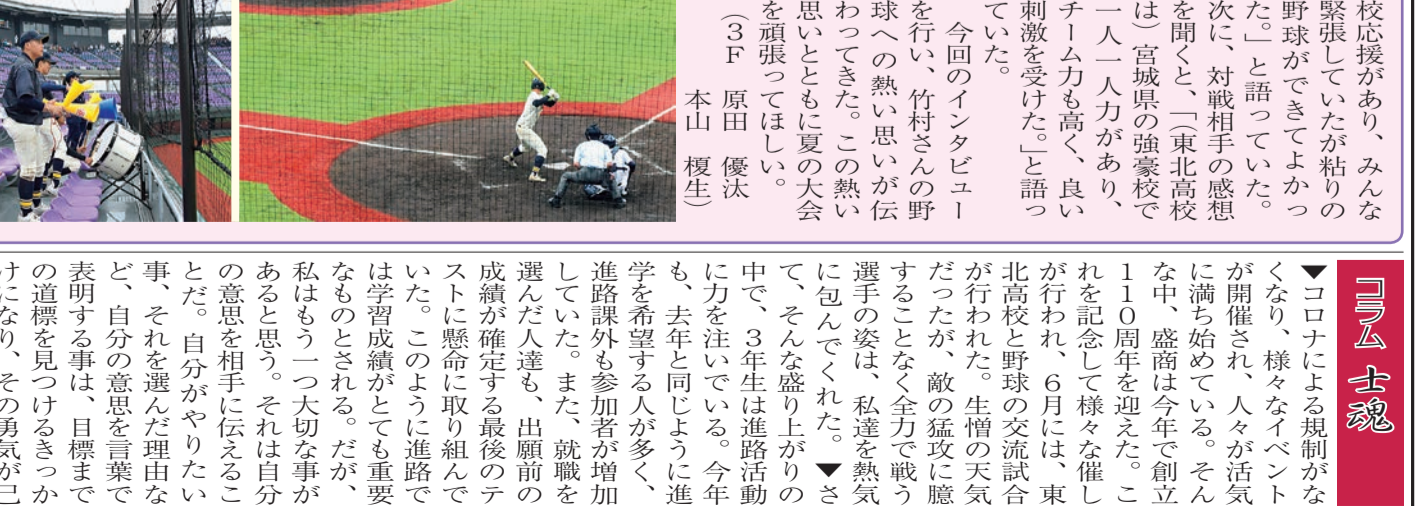 校応援があり、みんな
緊張していたが粘りの
野球ができてよかっ
た。」と語っていた。
次に、対戦相手の感想
を聞くと、「（東北高校
は）宮城県の強豪校で
一人一人力があり、
チーム力も高く、良い
刺激を受けた。」と語っ
ていた。
今回のインタビュー
を行い、竹村さんの野
球への熱い思いが伝
わってきた。この熱い
思いとともに夏の大会
を頑張ってほしい。
（３Ｆ　原田　優汰
本山　榎生）
コラム 士魂
▼コロナによる規制がな
くなり、様々なイベント
が開催され、人々が活気
に満ち始めている。そん
な中、盛商は今年で創立
１１０周年を迎えた。こ
れを記念して様々な催し
が行われ、６月には、東
北高校と野球の交流試合
が行われた。生憎の天気
だったが、敵の猛攻に臆
することなく全力で戦う
選手の姿は、私達を熱気
に包んでくれた。▼さ
て、そんな盛り上がりの
中で、３年生は進路活動
に力を注いでいる。今年
も、去年と同じように進
学を希望する人が多く、
進路課外も参加者が増加
していた。また、就職を
選んだ人達も、出願前の
成績が確定する最後のテ
ストに懸命に取り組んで
いた。このように進路で
は学習成績がとても重要
なものとされる。だが、
私はもう一つ大切な事が
あると思う。それは自分
の意思を相手に伝えるこ
とだ。自分がやりたい
事、それを選んだ理由な
ど、自分の意思を言葉で
表明する事は、目標まで
の道標を見つけるきっか
けになり、その勇気が己